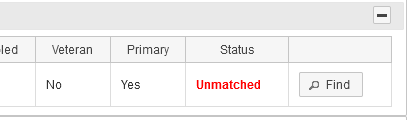 led Veteran Primary Status
No Yes Unmatched Find